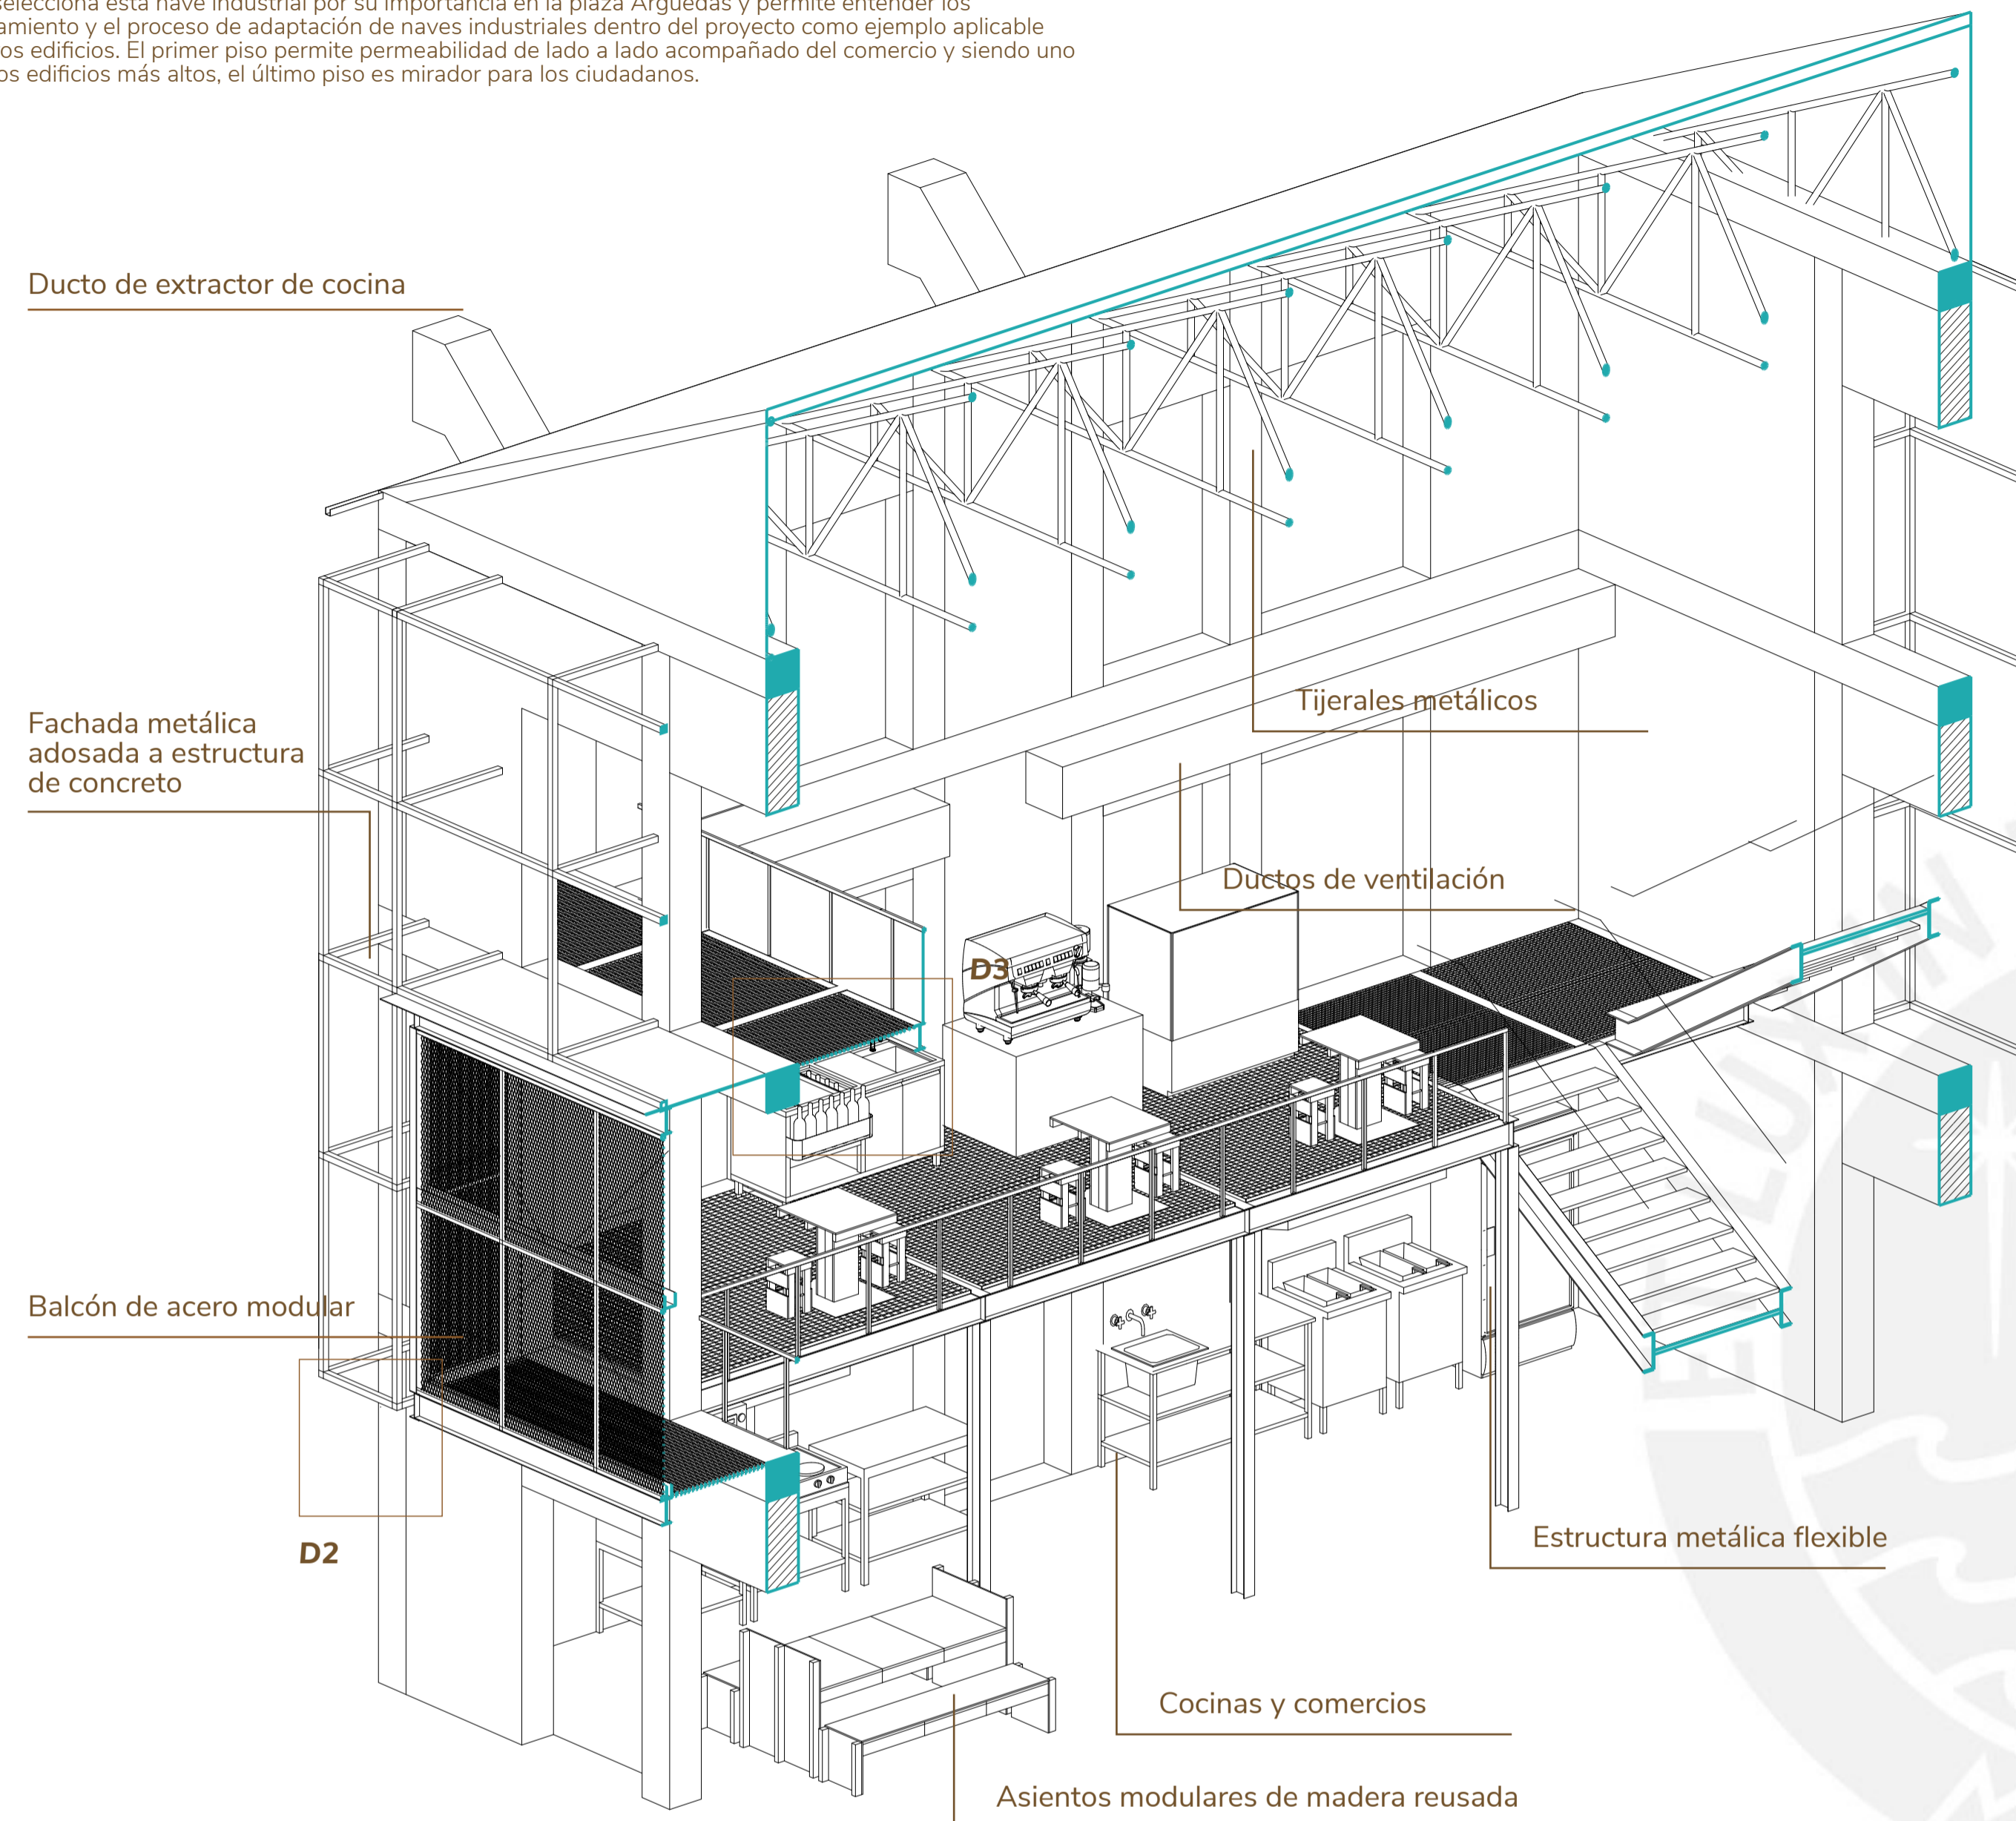 selecciona esta nave industrial por su importancia en la plaza Arguedas y permite entender los
amiento y el proceso de adaptación de naves industriales dentro del proyecto como ejemplo aplicable
os edificios. El primer piso permite permeabilidad de lado a lado acompañado del comercio y siendo uno
os edificios más altos, el último piso es mirador para los ciudadanos.
Ducto de extractor de cocina
Fachada metálica
adosada a estructura
de concreto
Tijerales metálicos
Ductos de ventilación
D3
Balcón de acero modular
D2
Estructura metálica flexible
Cocinas y comercios
Asientos modulares de madera reusada
ET LUX IN